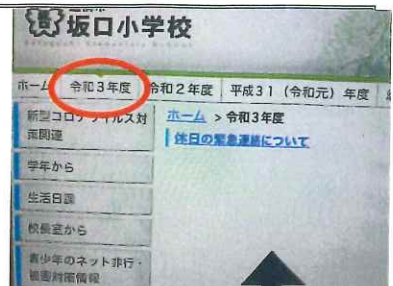 坂口小学校
ホーム 令和3年度 令和2年度 平成31(令和元)年度
新型コロナウイルス対
策関連
ホーム > 令和3年度
休日の緊急連絡について
学年から
生活日課
校長室から
青少年のネット非行・
被害対策情報